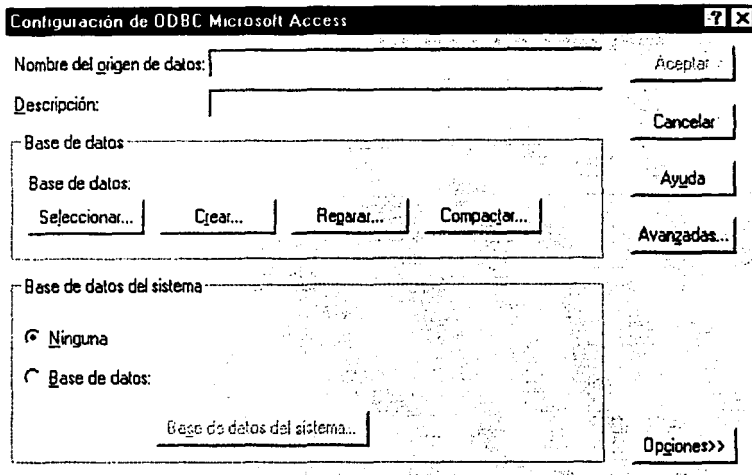 Configuración de ODBC Microsoft Access
Nombre del origen de datos:
Aceptar
Descripción:
Cancelar
Base de datos
Base de datos:
Ayuda
Seleccionar...
Crear...
Reparar...
Compactar...
Avanzadas...
Base de datos del sistema
Ninguna
Base de datos:
Base de datos del sistema...
Opciones>>